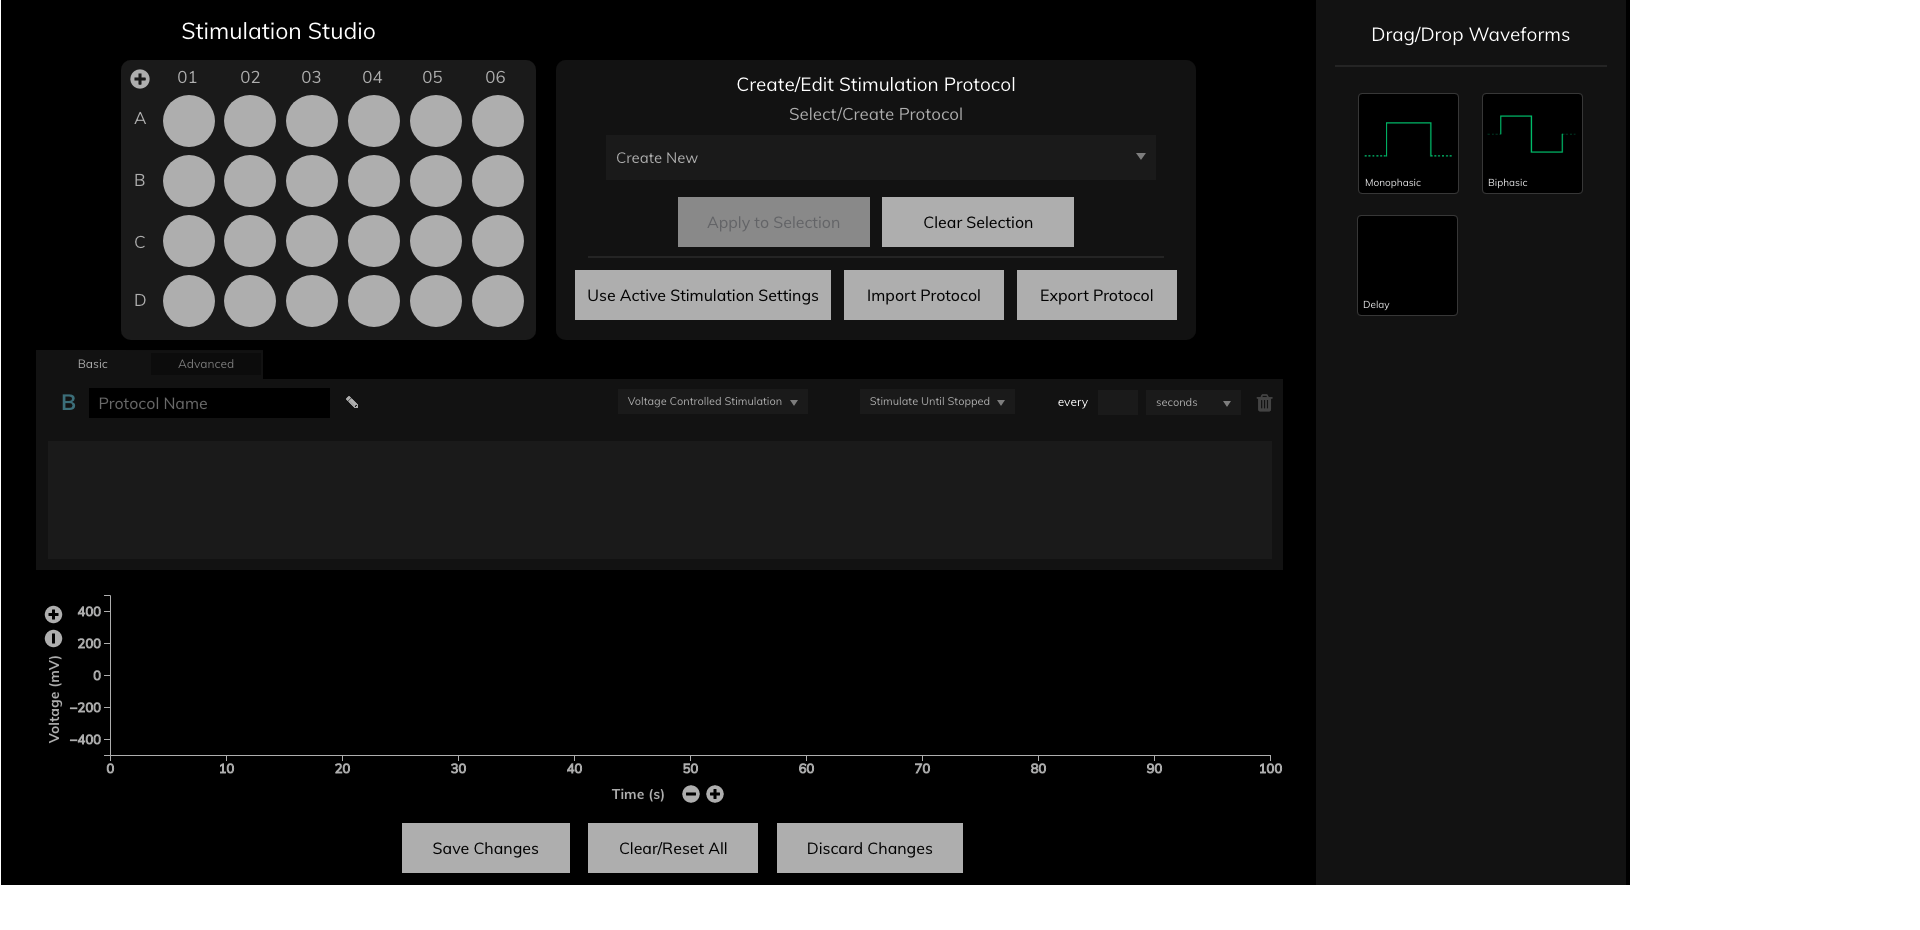 Stimulation Studio
01 02 03 04 05 06
A
B
C
D
Create/Edit Stimulation Protocol
Select/Create Protocol
Create New
Apply to Selection Clear Selection
Use Active Stimulation Settings Import Protocol Export Protocol
Drag/Drop Waveforms
Monophasic Biphasic
Delay
Basic Advanced
B Protocol Name Voltage Controlled Stimulation Stimulate Until Stopped every seconds
400
200
0
−200
−400
Voltage (mV)
0 10 20 30 40 50 60 70 80 90 100
Time (s)
Save Changes Clear/Reset All Discard Changes